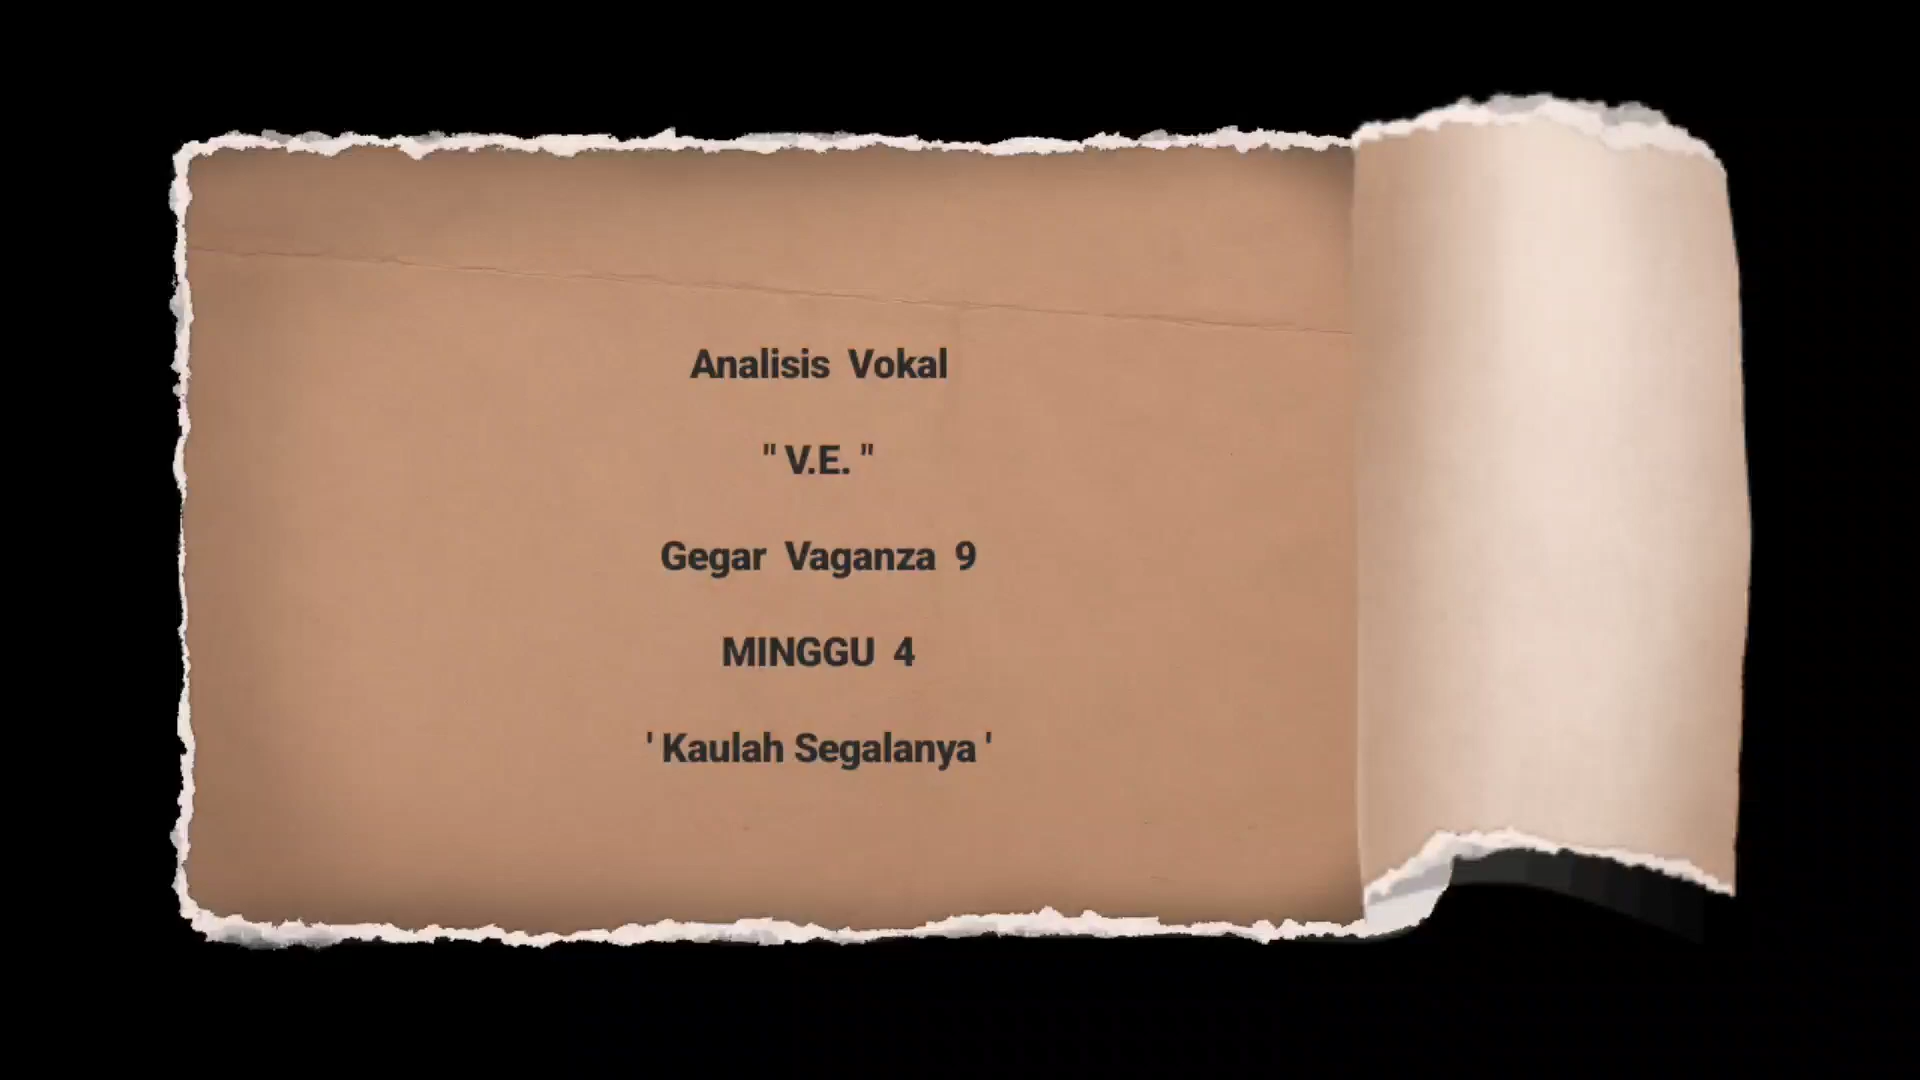 Analisis Vokal
" V.E. "
Gegar Vaganza 9
MINGGU 4
' Kaulah Segalanya '